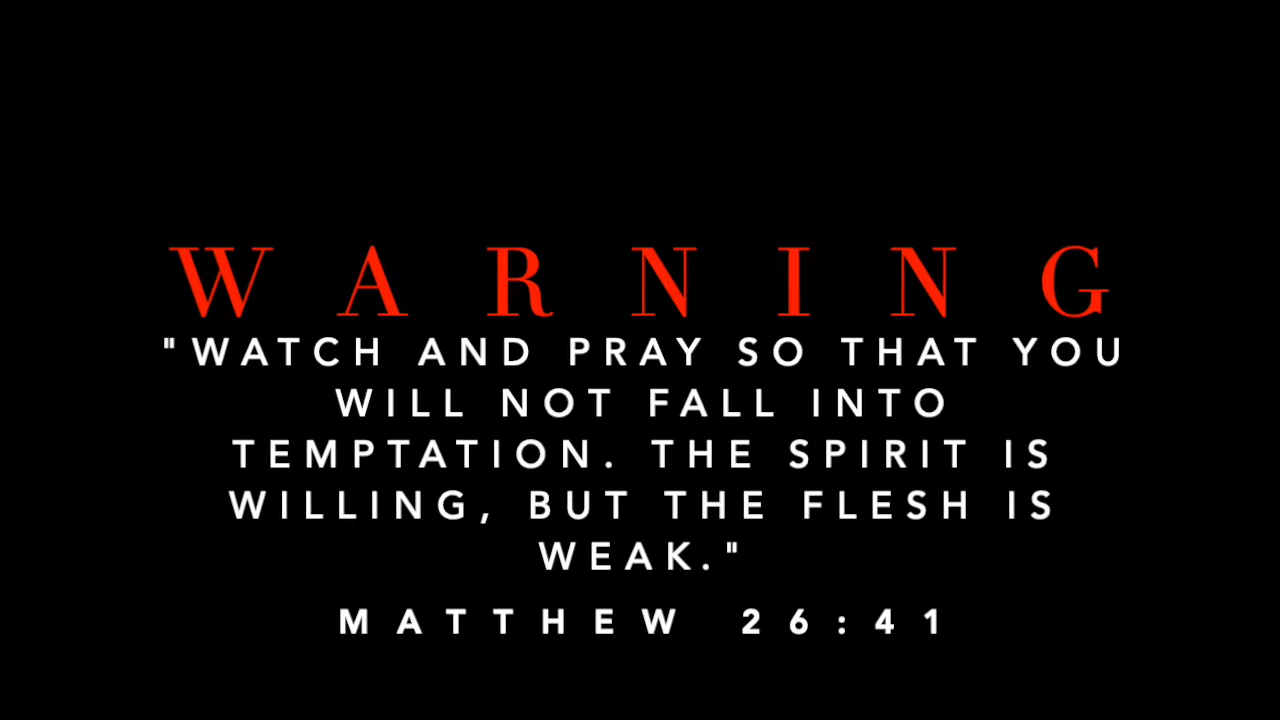 WARNING
"WATCH AND PRAY SO THAT YOU
WILL NOT FALL INTO
TEMPTATION. THE SPIRIT IS
WILLING, BUT THE FLESH IS
WEAK."
MATTHEW 26:41